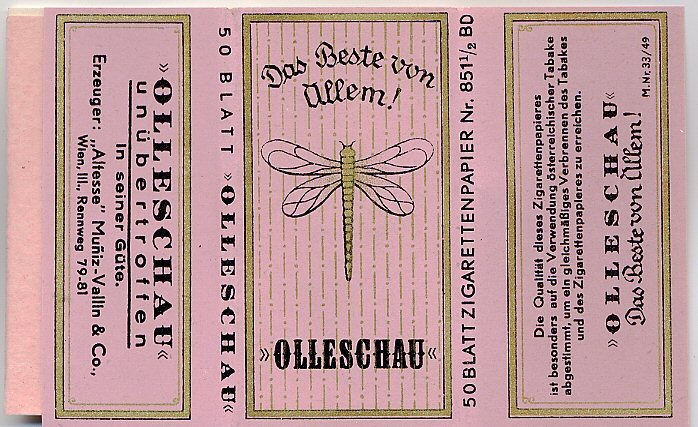 »OLLESCHAU«
unübertroffen
in seiner Güte.
Erzeuger: „Altesse" Muñiz-Vallin & Co.,
Wien, III., Rennweg 79-81
50 BLATT »OLLESCHAU«
Das Beste von
Allem!
»OLLESCHAU«
50 BLATT ZIGARETTENPAPIER Nr. 851½ BD
Die Qualität dieses Zigarettenpapieres
ist besonders auf die Verwendung österreichischer Tabake
abgestimmt, um ein gleichmäßiges Verbrennen des Tabakes
und des Zigarettenpapieres zu erreichen.
»OLLESCHAU«
Das Beste von Allem!
M.Nr. 33/49